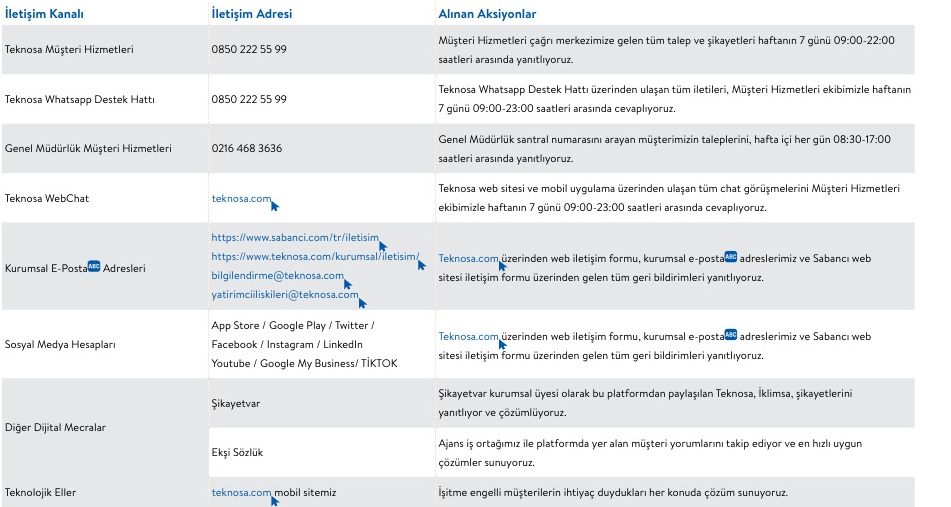 İletişim Kanalı İletişim Adresi Alınan Aksiyonlar
Teknosa Müşteri Hizmetleri 0850 222 55 99 Müşteri Hizmetleri çağrı merkezimize gelen tüm talep ve şikayetleri haftanın 7 günü 09:00-22:00
saatleri arasında yanıtlıyoruz.
Teknosa Whatsapp Destek Hattı 0850 222 55 99 Teknosa Whatsapp Destek Hattı üzerinden ulaşan tüm iletileri, Müşteri Hizmetleri ekibimizle haftanın
7 günü 09:00-23:00 saatleri arasında cevaplıyoruz.
Genel Müdürlük Müşteri Hizmetleri 0216 468 3636 Genel Müdürlük santral numarasını arayan müşterimizin taleplerini, hafta içi her gün 08:30-17:00
saatleri arasında yanıtlıyoruz.
Teknosa WebChat teknosa.com Teknosa web sitesi ve mobil uygulama üzerinden ulaşan tüm chat görüşmelerini Müşteri Hizmetleri
ekibimizle haftanın 7 günü 09:00-23:00 saatleri arasında cevaplıyoruz.
Kurumsal E-Posta ABC Adresleri
https://www.sabanci.com/tr/iletisim
https://www.teknosa.com/kurumsal/iletisim/
bilgilendirme@teknosa.com
yatirimciiliskileri@teknosa.com
Teknosa.com üzerinden web iletişim formu, kurumsal e-posta ABC adreslerimiz ve Sabancı web
sitesi iletişim formu üzerinden gelen tüm geri bildirimleri yanıtlıyoruz.
Sosyal Medya Hesapları
App Store / Google Play / Twitter /
Facebook / Instagram / LinkedIn
Youtube / Google My Business/ TİKTOK
Teknosa.com üzerinden web iletişim formu, kurumsal e-posta ABC adreslerimiz ve Sabancı web
sitesi iletişim formu üzerinden gelen tüm geri bildirimleri yanıtlıyoruz.
Diğer Dijital Mecralar
Şikayetvar Şikayetvar kurumsal üyesi olarak bu platformdan paylaşılan Teknosa, İklimsa, şikayetlerini
yanıtlıyor ve çözümlüyoruz.
Ekşi Sözlük Ajans iş ortağımız ile platformda yer alan müşteri yorumlarını takip ediyor ve en hızlı uygun
çözümler sunuyoruz.
Teknolojik Eller teknosa.com mobil sitemiz İşitme engelli müşterilerin ihtiyaç duydukları her konuda çözüm sunuyoruz.